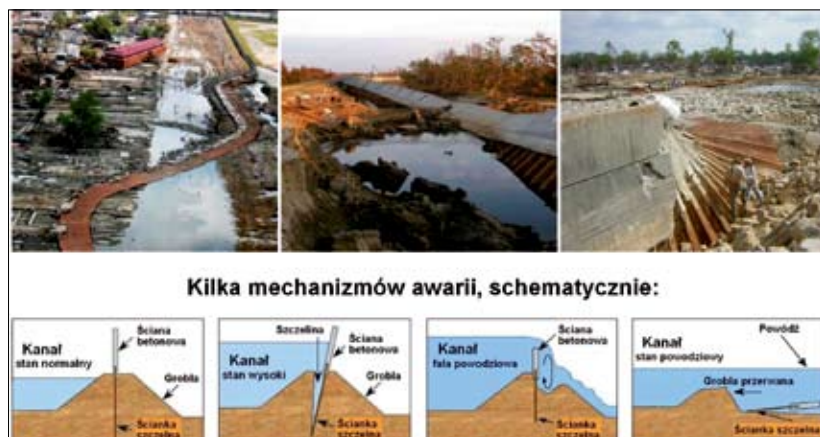 Kilka mechanizmów awarii, schematycznie:
Kanał
stan normalny
Ściana
betonowa
Grobla
Ścianka
szczelna
Szczelina
Ściana
betonowa
Kanał
stan wysoki
Grobla
Ścianka
szczelna
Kanał
fala powodziowa
Ściana
betonowa
Ścianka
szczelna
Powódź
Kanał
stan powodziowy
Grobla przerwana
Ścianka szczelna